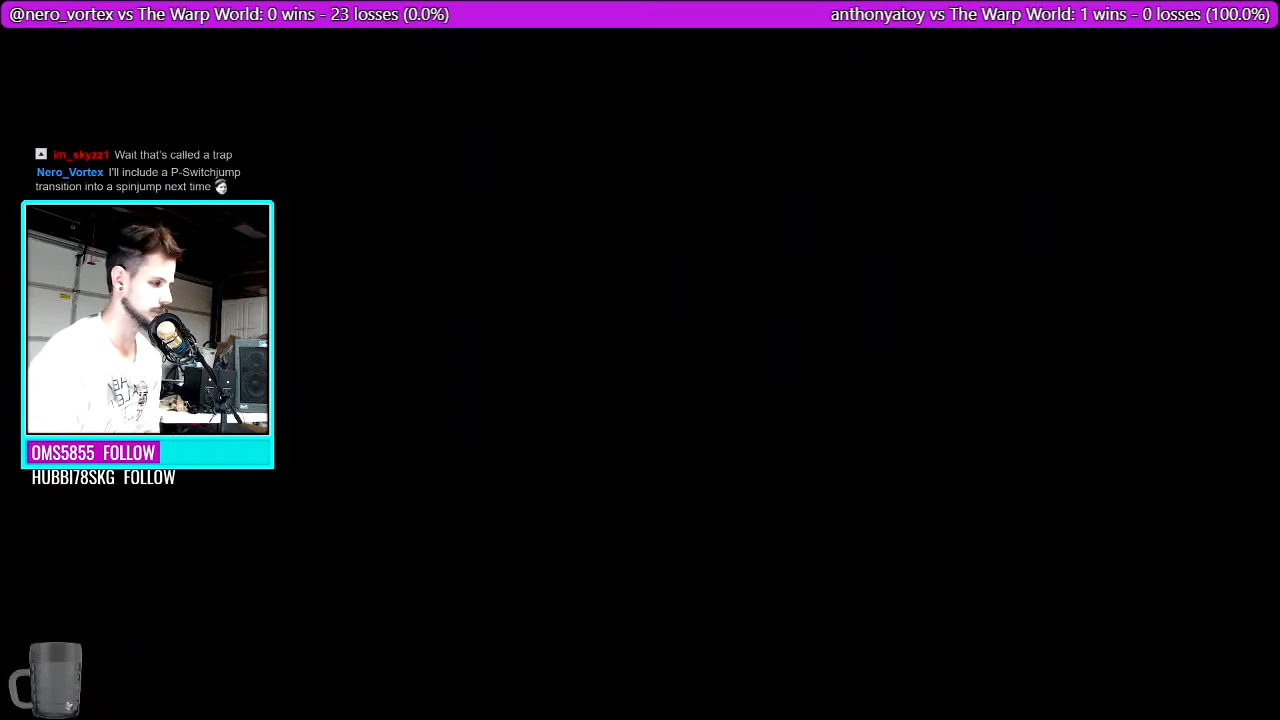 @nero_vortex vs The Warp World: 0 wins - 23 losses (0.0%)
anthonyatoy vs The Warp World: 1 wins - 0 losses (100.0%)
im_skyzz1 Wait that's called a trap
Nero_Vortex I'll include a P-Switchjump
transition into a spinjump next time
OMS5855 FOLLOW
HUBBI78SKG FOLLOW